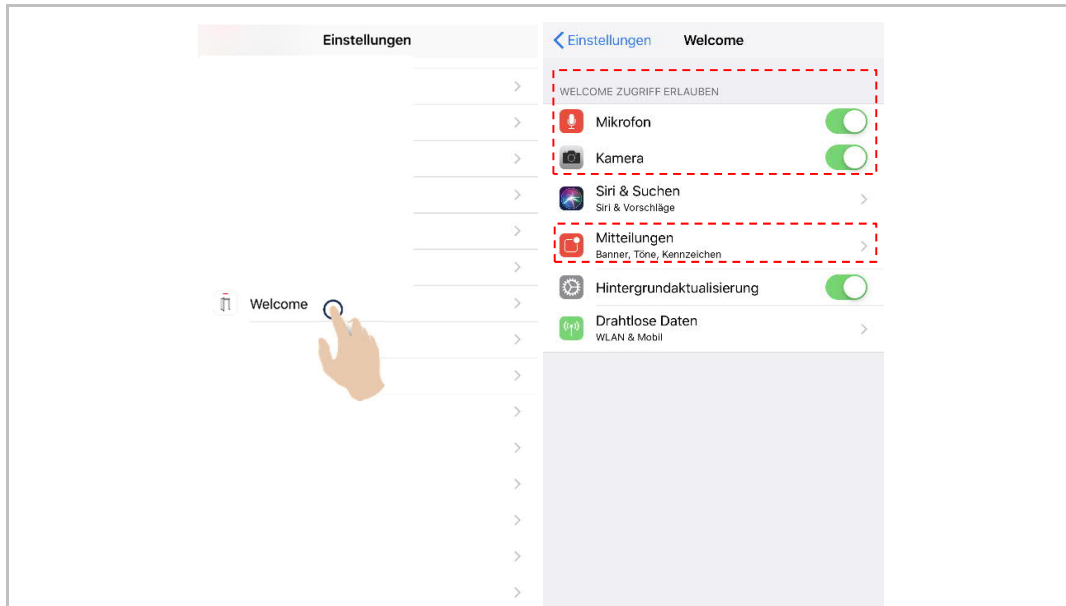 Einstellungen
Welcome
Einstellungen
Welcome
WELCOME ZUGRIFF ERLAUBEN
Mikrofon
Kamera
Siri & Suchen
Siri & Vorschläge
Mitteilungen
Banner, Töne, Kennzeichen
Hintergrundaktualisierung
Drahtlose Daten
WLAN & Mobil